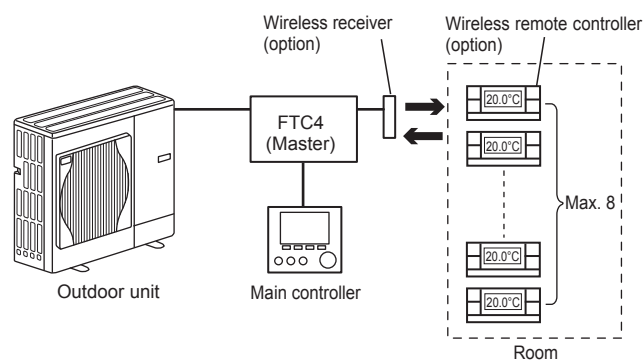 Wireless receiver
(option)
Wireless remote controller
(option)
FTC4
(Master)
20.0°C
20.0°C
Max. 8
20.0°C
20.0°C
Outdoor unit
Main controller
Room